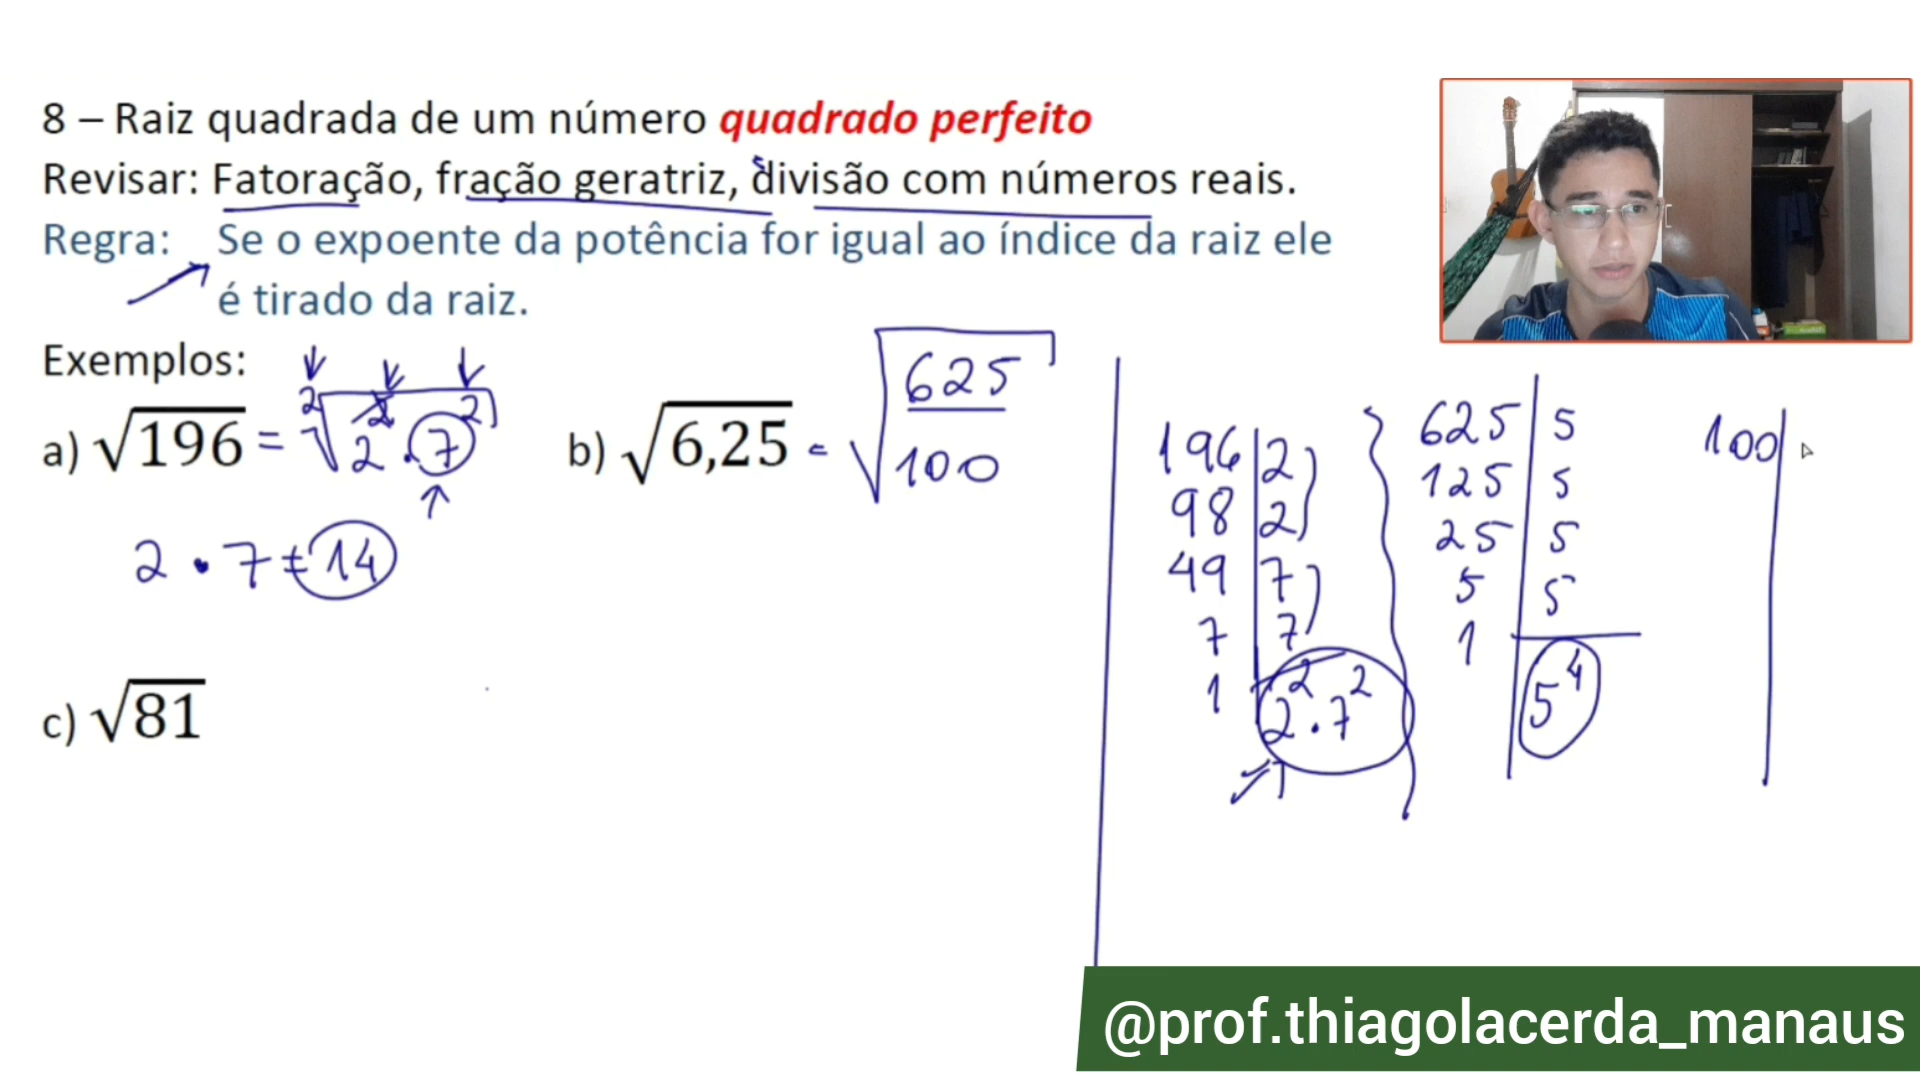 8 – Raiz quadrada de um número quadrado perfeito
Revisar: Fatoração, fração geratriz, divisão com números reais.
Regra: Se o expoente da potência for igual ao índice da raiz ele
é tirado da raiz.
Exemplos:
a) √196 = ²√2² . 7²
2 . 7 = 14
b) √6,25 = √625/100
c) √81
196 | 2
98 | 2
49 | 7
7 | 7
1 | 2² . 7²
625 | 5
125 | 5
25 | 5
5 | 5
1 | 5⁴
100 |
@prof.thiagolacerda_manaus